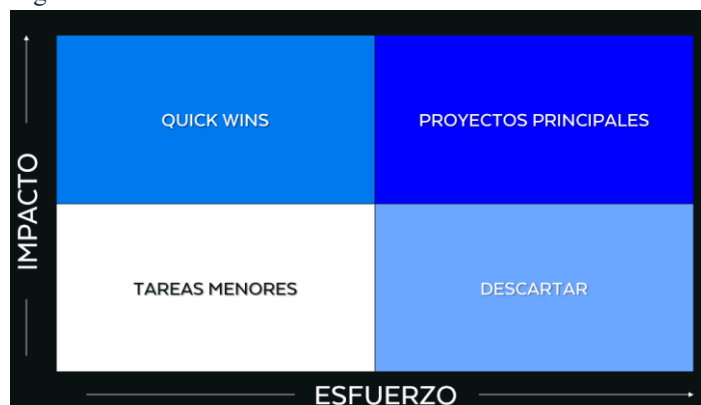 QUICK WINS
PROYECTOS PRINCIPALES
IMPACTO
TAREAS MENORES
DESCARTAR
ESFUERZO